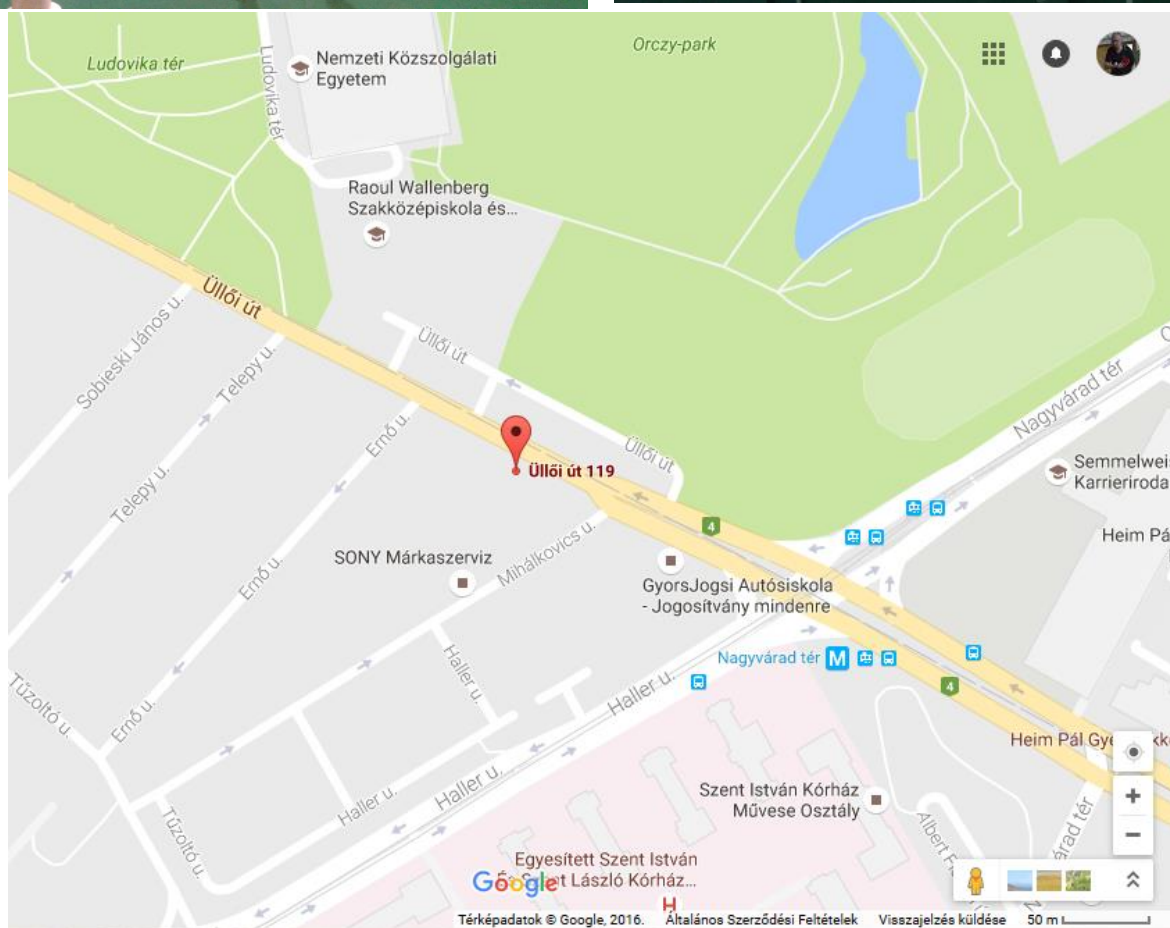 Ludovika tér
Nemzeti Közszolgálati
Egyetem
Orczy-park
Ludovika tér
Raoul Wallenberg
Szakközépiskola és...
Üllői út
Sobieski János u.
Telepy u.
Üllői út
Ernő u.
Üllői út
Nagyvárad tér
Üllői út 119
Semmelwei
Karrieriroda
Telepy u.
4
Heim Pá
SONY Márkaszerviz
Mihálkovics u.
GyorsJogsi Autósiskola
- Jogosítvány mindenre
Ernő u.
Nagyvárad tér M
Haller u.
Haller u.
4
Tűzoltó u.
Ernő u.
Heim Pál Gye
Haller u.
Haller u.
Szent István Kórház
Művese Osztály
Tűzoltó u.
Albert
árad tér
Egyesített Szent István
És Szent László Kórház...
Google
H
Térképadatok © Google, 2016. Általános Szerződési Feltételek Visszajelzés küldése 50 m